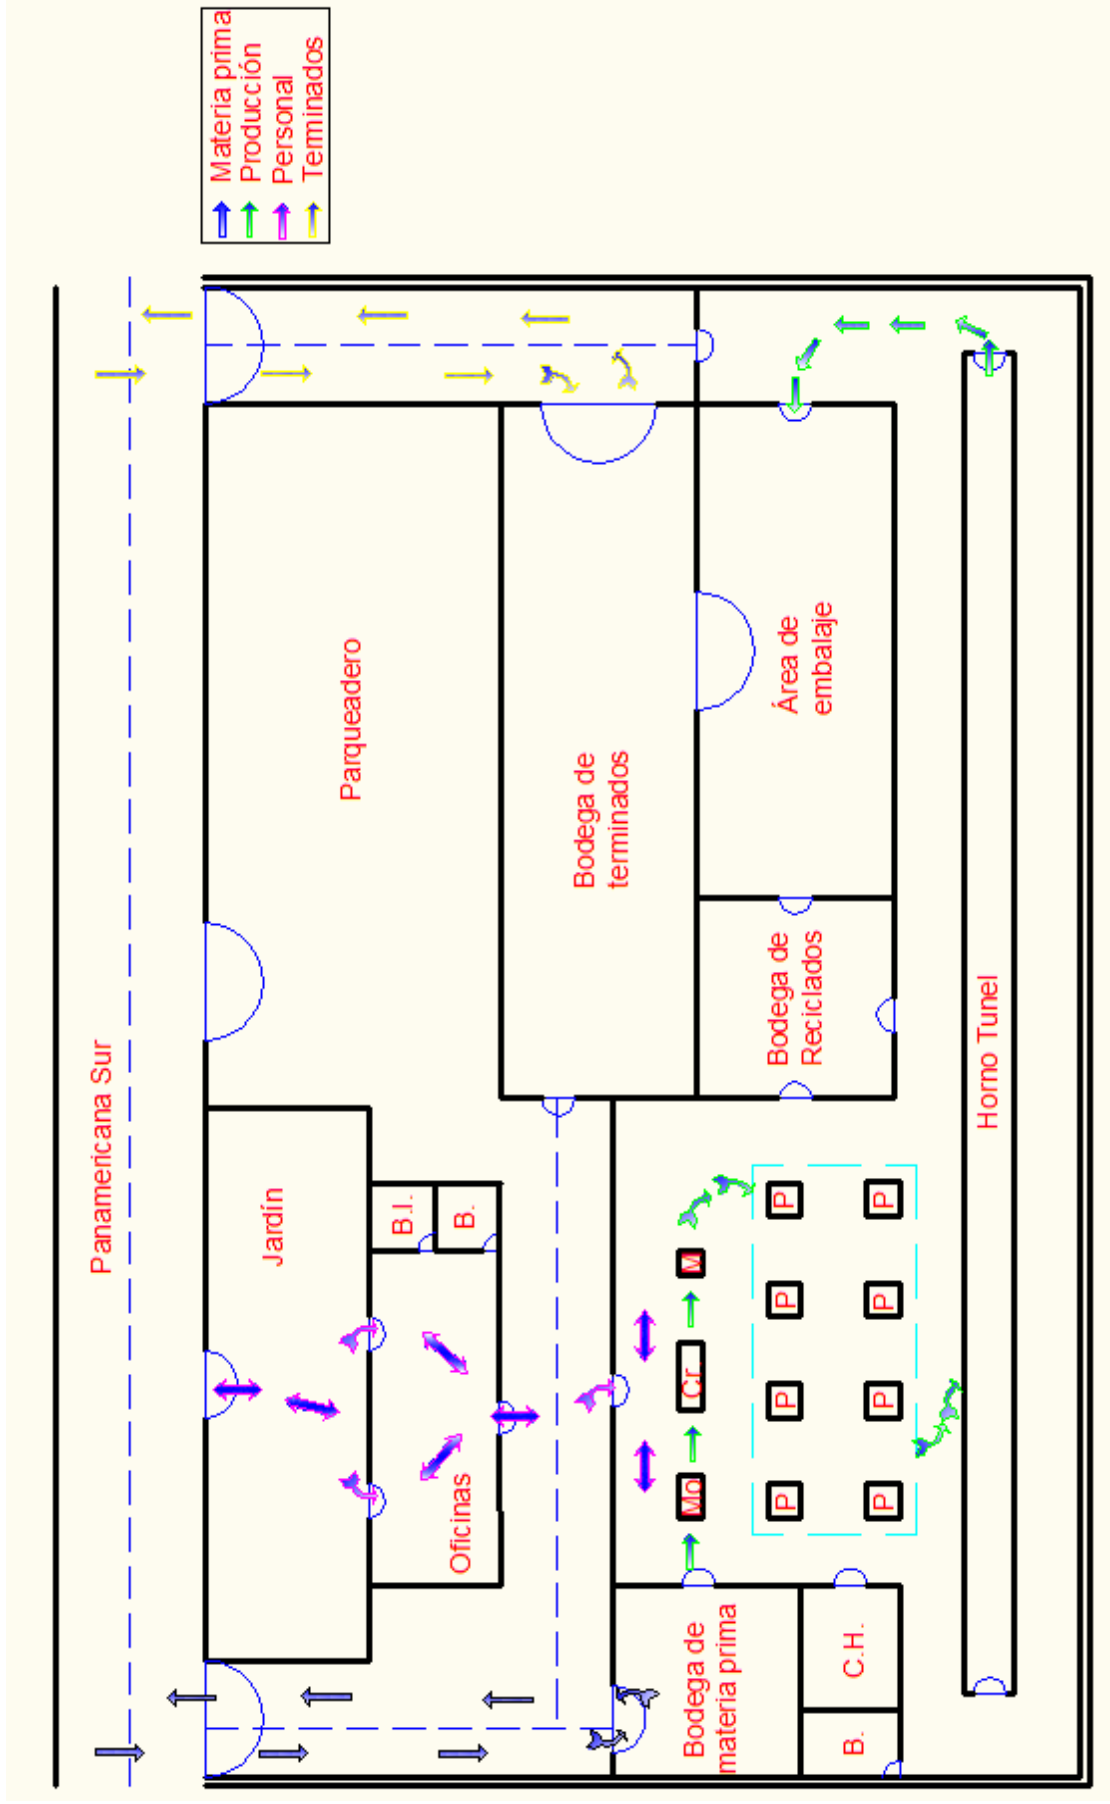 Panamericana Sur
Materia prima
Producción
Personal
Terminados
Jardín
Parqueadero
B.I.
B.
Oficinas
Bodega de
terminados
Bodega de
materia prima
Mo
Cr.
M
Bodega de
Reciclados
Área de
embalaje
P
P
P
P
P
P
P
P
B.
C.H.
Horno Tunel